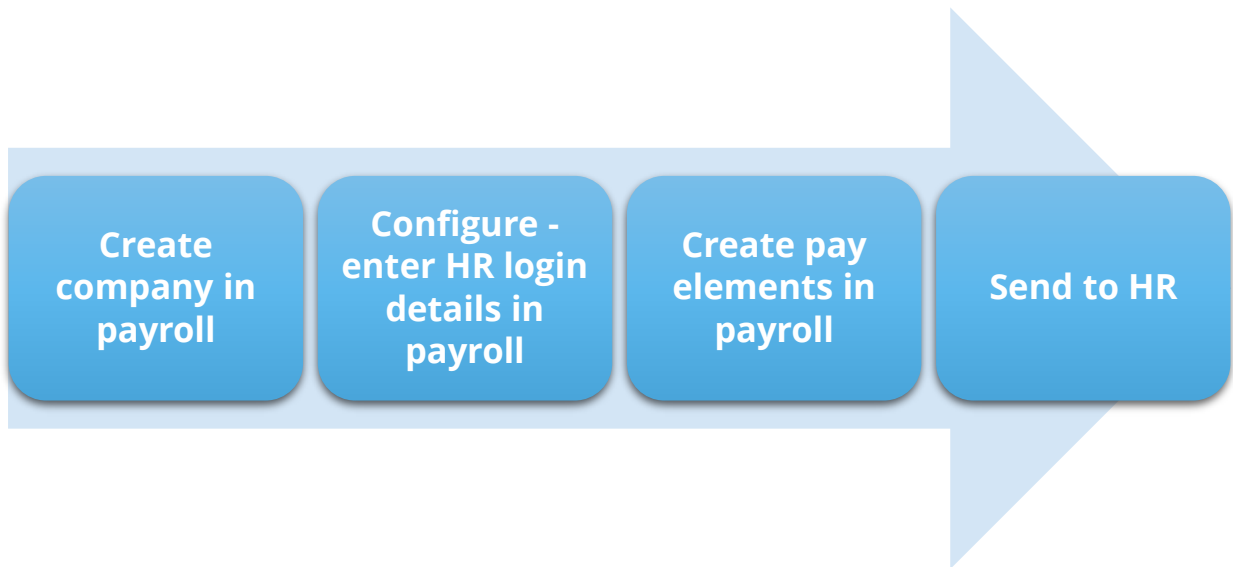 Create
company in
payroll
Configure -
enter HR login
details in
payroll
Create pay
elements in
payroll
Send to HR